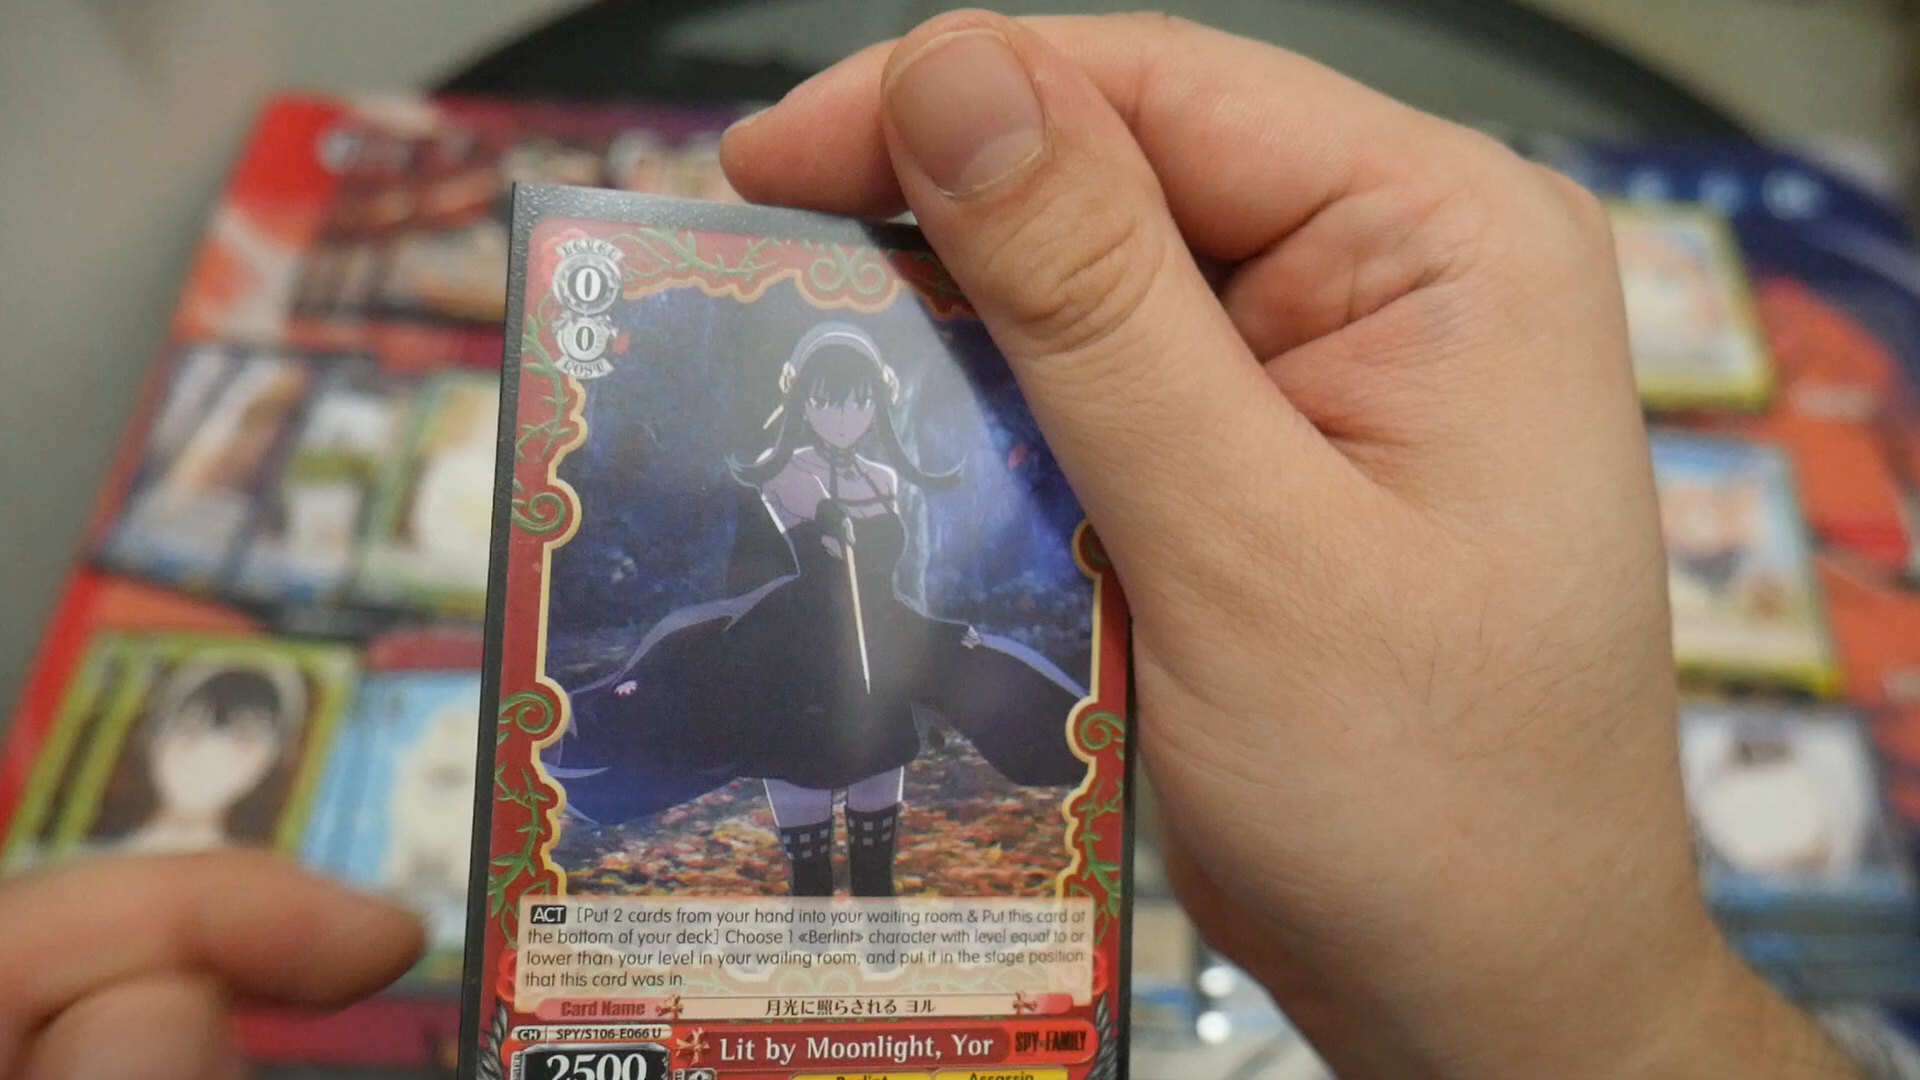 LEVEL
0
0
COST
ACT [Put 2 cards from your hand into your waiting room & Put this card at
the bottom of your deck] Choose 1 «Berlint» character with level equal to or
lower than your level in your waiting room, and put it in the stage position
that this card was in.
Card Name 月光に照らされる ヨル
CH SPY/S106-E066 U
Lit by Moonlight, Yor SPY×FAMILY
2500
Berlint Assassin